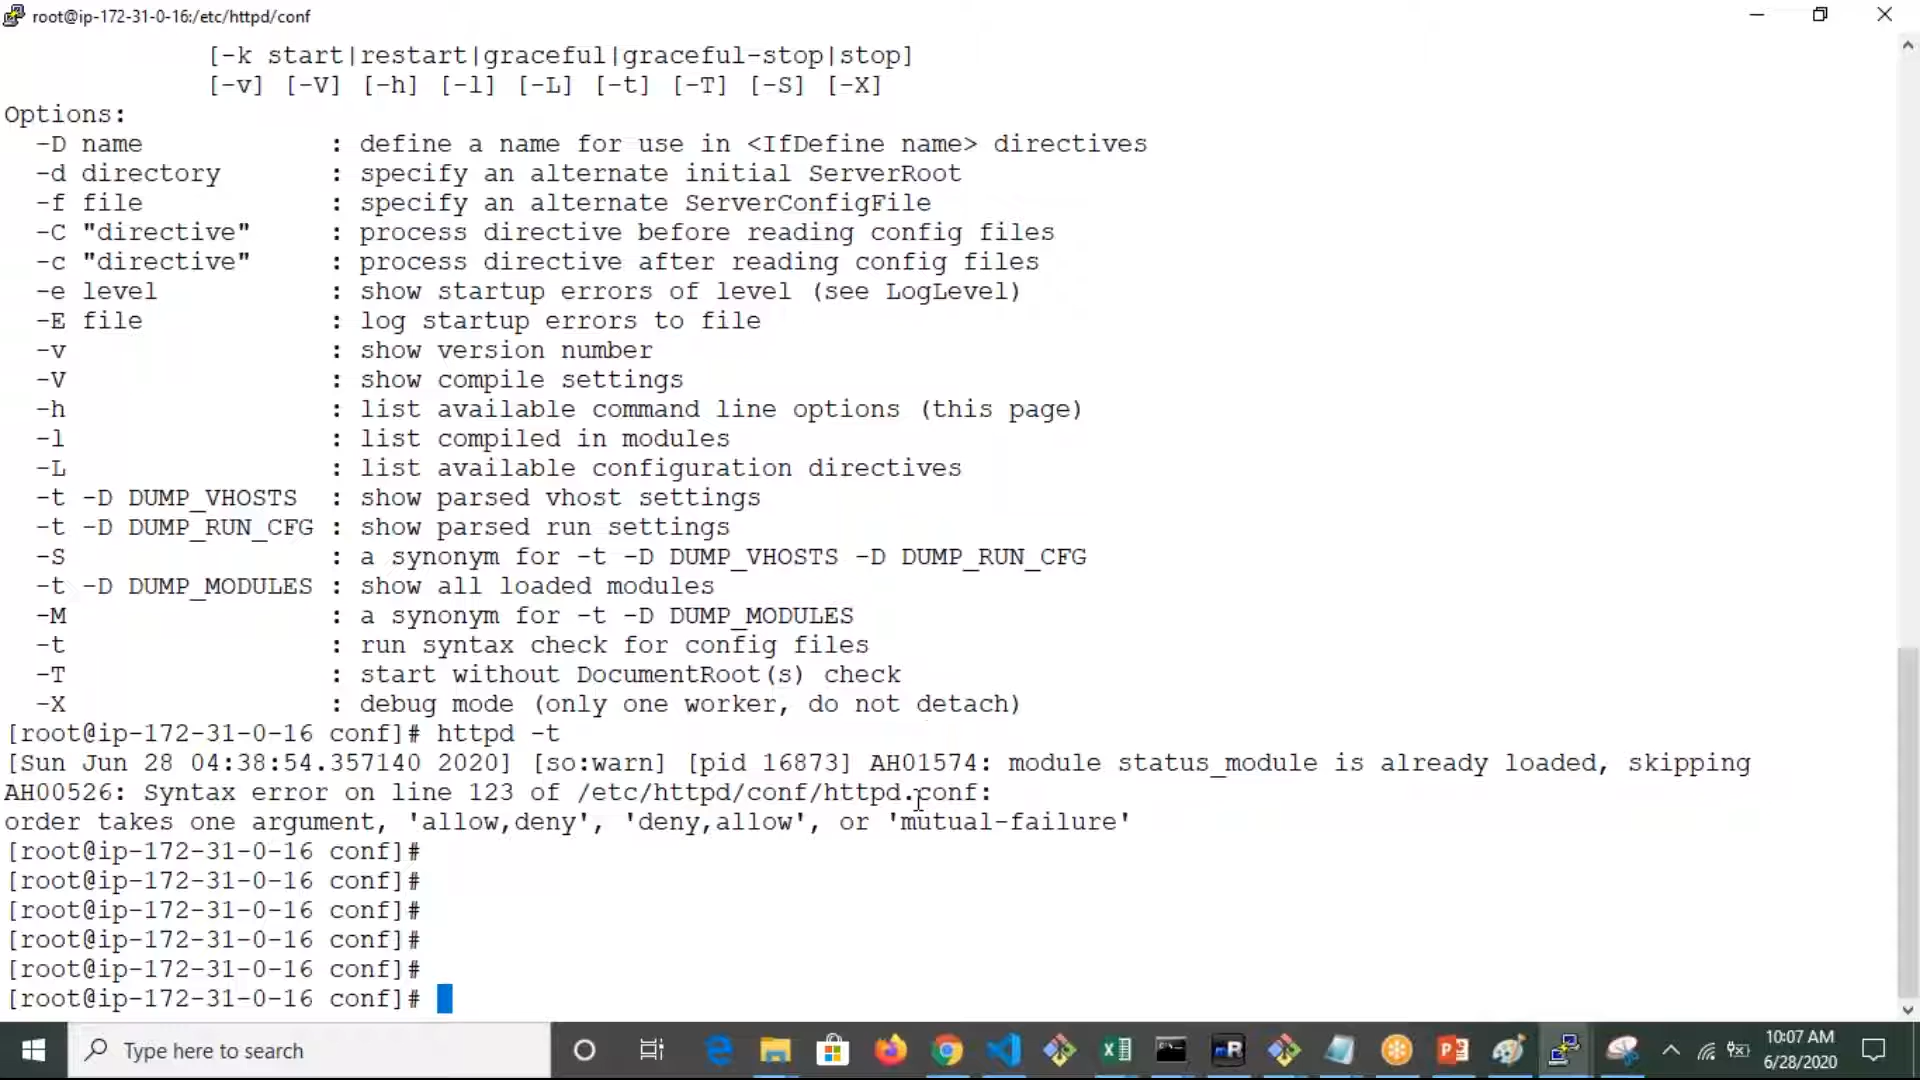 root@ip-172-31-0-16:/etc/httpd/conf
[-k start|restart|graceful|graceful-stop|stop]
[-v] [-V] [-h] [-l] [-L] [-t] [-T] [-S] [-X]
Options:
-D name : define a name for use in <IfDefine name> directives
-d directory : specify an alternate initial ServerRoot
-f file : specify an alternate ServerConfigFile
-C "directive" : process directive before reading config files
-c "directive" : process directive after reading config files
-e level : show startup errors of level (see LogLevel)
-E file : log startup errors to file
-v : show version number
-V : show compile settings
-h : list available command line options (this page)
-l : list compiled in modules
-L : list available configuration directives
-t -D DUMP_VHOSTS : show parsed vhost settings
-t -D DUMP_RUN_CFG : show parsed run settings
-S : a synonym for -t -D DUMP_VHOSTS -D DUMP_RUN_CFG
-t -D DUMP_MODULES : show all loaded modules
-M : a synonym for -t -D DUMP_MODULES
-t : run syntax check for config files
-T : start without DocumentRoot(s) check
-X : debug mode (only one worker, do not detach)
[root@ip-172-31-0-16 conf]# httpd -t
[Sun Jun 28 04:38:54.357140 2020] [so:warn] [pid 16873] AH01574: module status_module is already loaded, skipping
AH00526: Syntax error on line 123 of /etc/httpd/conf/httpd.conf:
order takes one argument, 'allow,deny', 'deny,allow', or 'mutual-failure'
[root@ip-172-31-0-16 conf]#
[root@ip-172-31-0-16 conf]#
[root@ip-172-31-0-16 conf]#
[root@ip-172-31-0-16 conf]#
[root@ip-172-31-0-16 conf]#
[root@ip-172-31-0-16 conf]#
Type here to search
10:07 AM
6/28/2020